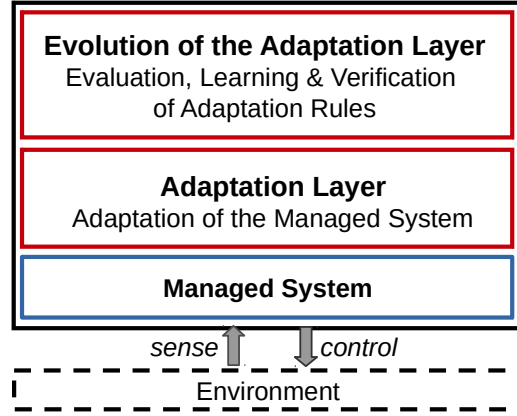 Evolution of the Adaptation Layer
Evaluation, Learning & Verification
of Adaptation Rules
Adaptation Layer
Adaptation of the Managed System
Managed System
sense control
Environment